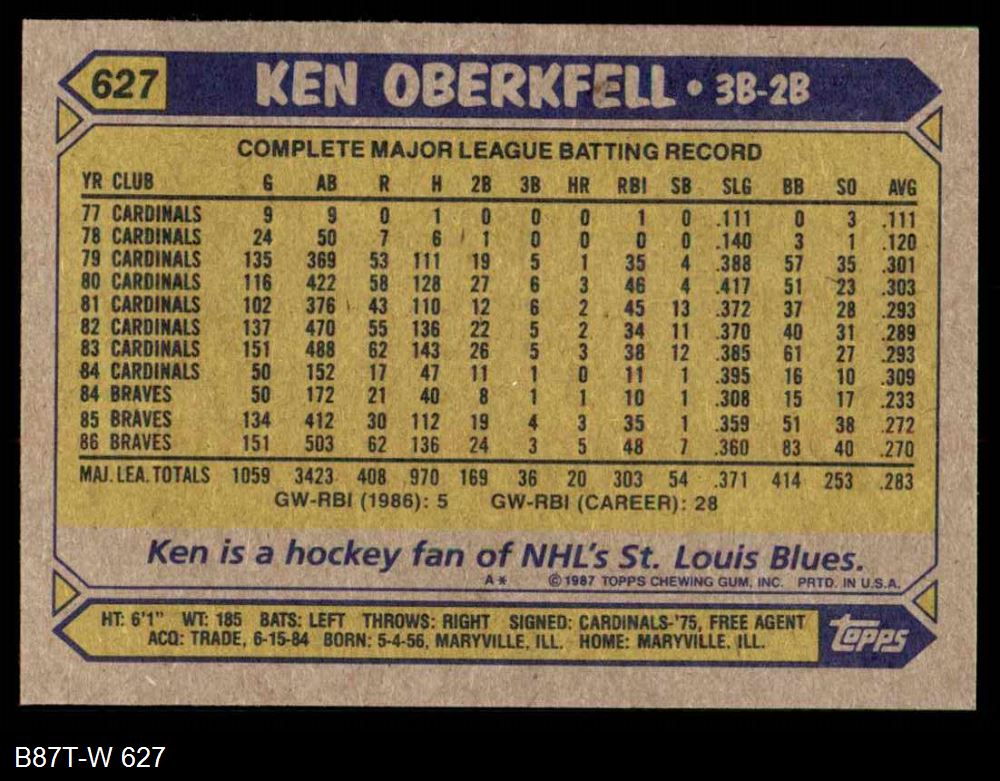 627 KEN OBERKFELL • 3B-2B
COMPLETE MAJOR LEAGUE BATTING RECORD
YR CLUB G AB R H 2B 3B HR RBI SB SLG BB SO AVG
77 CARDINALS 9 9 0 1 0 0 0 1 0 .111 0 3 .111
78 CARDINALS 24 50 7 6 1 0 0 0 0 .140 3 1 .120
79 CARDINALS 135 369 53 111 19 5 1 35 4 .388 57 35 .301
80 CARDINALS 116 422 58 128 27 6 3 46 4 .417 51 23 .303
81 CARDINALS 102 376 43 110 12 6 2 45 13 .372 37 28 .293
82 CARDINALS 137 470 55 136 22 5 2 34 11 .370 40 31 .289
83 CARDINALS 151 488 62 143 26 5 3 38 12 .385 61 27 .293
84 CARDINALS 50 152 17 47 11 1 0 11 1 .395 16 10 .309
84 BRAVES 50 172 21 40 8 1 1 10 1 .308 15 17 .233
85 BRAVES 134 412 30 112 19 4 3 35 1 .359 51 38 .272
86 BRAVES 151 503 62 136 24 3 5 48 7 .360 83 40 .270
MAJ. LEA. TOTALS 1059 3423 408 970 169 36 20 303 54 .371 414 253 .283
GW-RBI (1986): 5 GW-RBI (CAREER): 28
Ken is a hockey fan of NHL's St. Louis Blues.
A* © 1987 TOPPS CHEWING GUM, INC. PRTD. IN U.S.A.
HT: 6'1" WT: 185 BATS: LEFT THROWS: RIGHT SIGNED: CARDINALS-'75, FREE AGENT
ACQ: TRADE, 6-15-84 BORN: 5-4-56, MARYVILLE, ILL. HOME: MARYVILLE, ILL.
topps
B87T-W 627